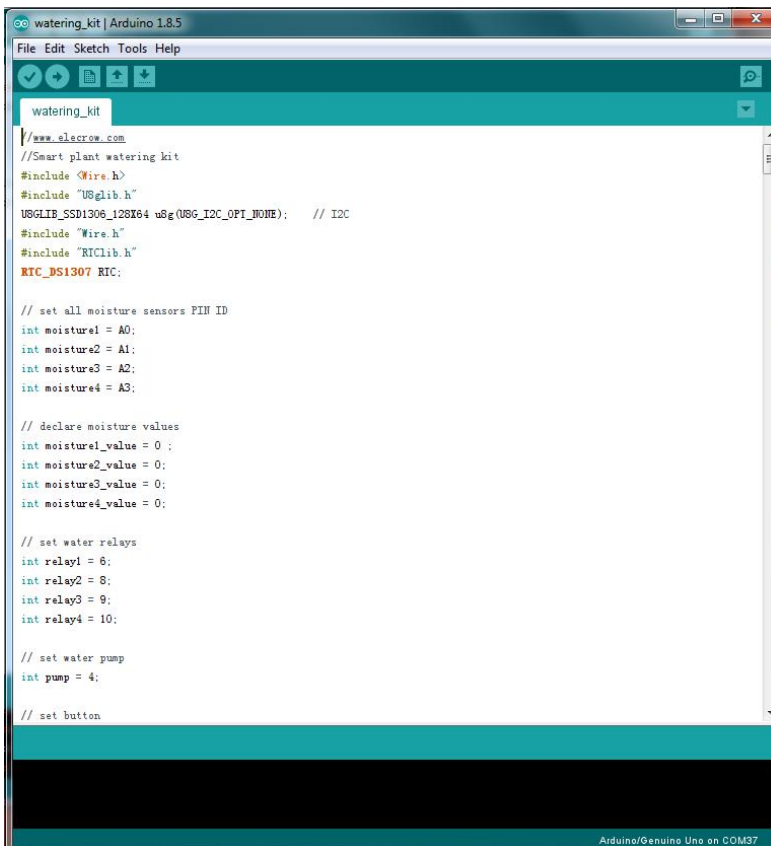 watering_kit | Arduino 1.8.5
File Edit Sketch Tools Help
watering_kit
//www.elecrow.com
//Smart plant watering kit
#include <Wire.h>
#include "U8glib.h"
U8GLIB_SSD1306_128X64 u8g(U8G_I2C_OPT_NONE);    // I2C
#include "Wire.h"
#include "RTClib.h"
RTC_DS1307 RTC;
// set all moisture sensors PIN ID
int moisture1 = A0;
int moisture2 = A1;
int moisture3 = A2;
int moisture4 = A3;
// declare moisture values
int moisture1_value = 0 ;
int moisture2_value = 0;
int moisture3_value = 0;
int moisture4_value = 0;
// set water relays
int relay1 = 6;
int relay2 = 8;
int relay3 = 9;
int relay4 = 10;
// set water pump
int pump = 4;
// set button
Arduino/Genuino Uno on COM37